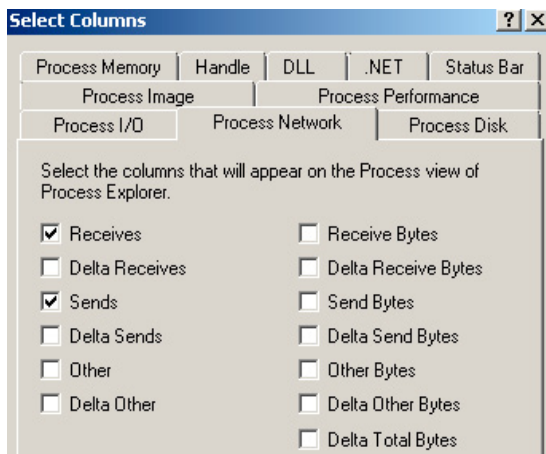 Select Columns
Process Memory Handle DLL .NET Status Bar
Process Image Process Performance
Process I/O Process Network Process Disk
Select the columns that will appear on the Process view of
Process Explorer.
Receives Receive Bytes
Delta Receives Delta Receive Bytes
Sends Send Bytes
Delta Sends Delta Send Bytes
Other Other Bytes
Delta Other Delta Other Bytes
Delta Total Bytes